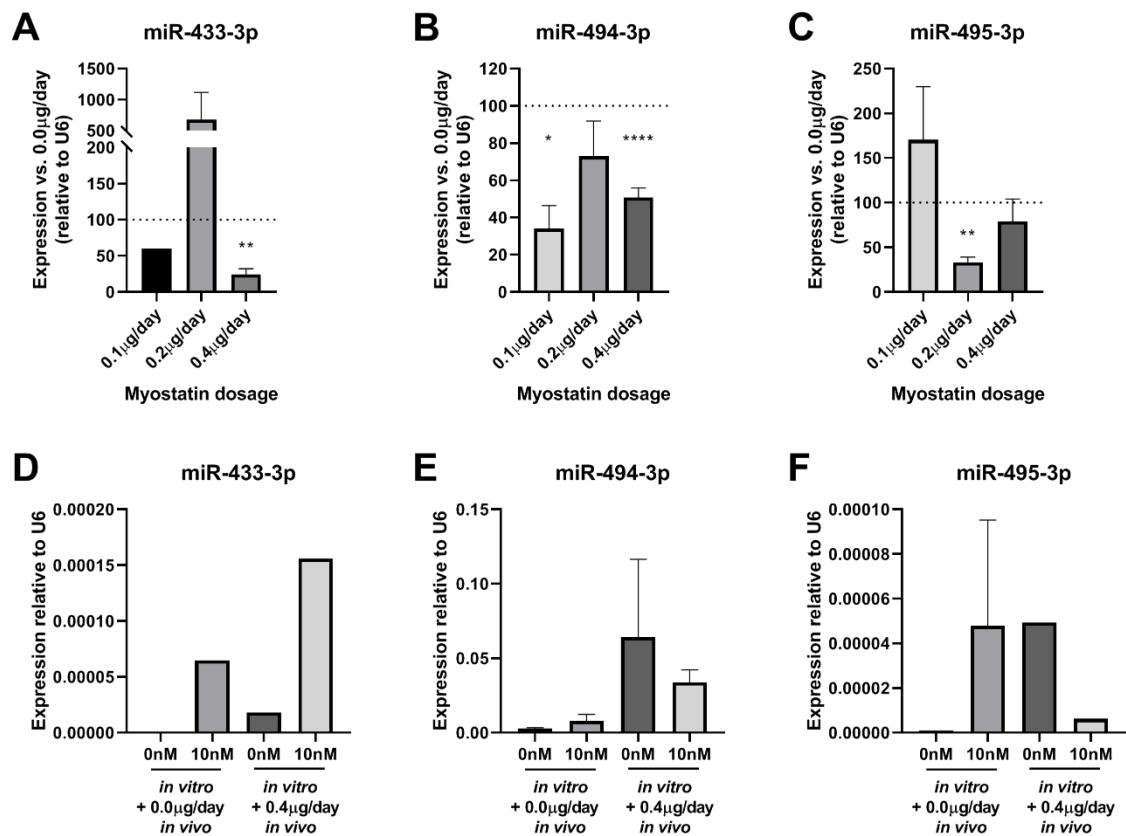 A
miR-433-3p
Expression vs. 0.0μg/day
(relative to U6)
1500
1000
500
200
150
100
50
0
**
0.1μg/day
0.2μg/day
0.4μg/day
Myostatin dosage
B
miR-494-3p
Expression vs. 0.0μg/day
(relative to U6)
120
100
80
60
40
20
0
*
****
0.1μg/day
0.2μg/day
0.4μg/day
Myostatin dosage
C
miR-495-3p
Expression vs. 0.0μg/day
(relative to U6)
250
200
150
100
50
0
**
0.1μg/day
0.2μg/day
0.4μg/day
Myostatin dosage
D
miR-433-3p
Expression relative to U6
0.00020
0.00015
0.00010
0.00005
0.00000
0nM 10nM 0nM 10nM
in vitro in vitro
+ 0.0μg/day + 0.4μg/day
in vivo in vivo
E
miR-494-3p
Expression relative to U6
0.15
0.10
0.05
0.00
0nM 10nM 0nM 10nM
in vitro in vitro
+ 0.0μg/day + 0.4μg/day
in vivo in vivo
F
miR-495-3p
Expression relative to U6
0.00010
0.00008
0.00006
0.00004
0.00002
0.00000
0nM 10nM 0nM 10nM
in vitro in vitro
+ 0.0μg/day + 0.4μg/day
in vivo in vivo